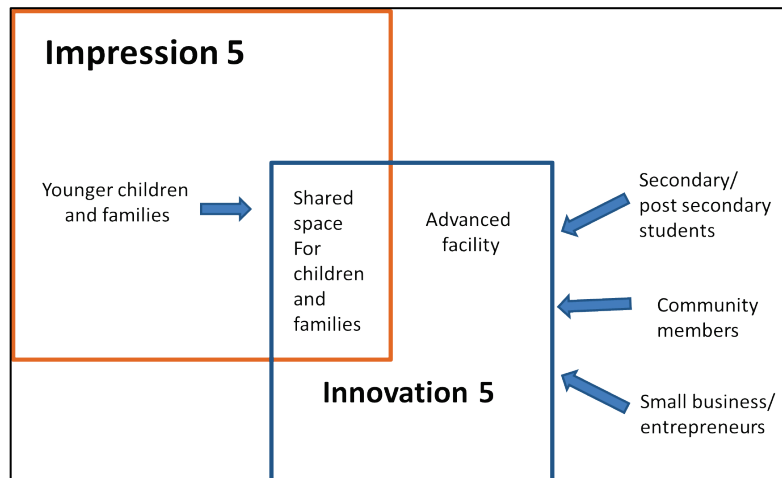 Impression 5
Younger children
and families
Shared
space
For
children
and
families
Advanced
facility
Innovation 5
Secondary/
post secondary
students
Community
members
Small business/
entrepreneurs